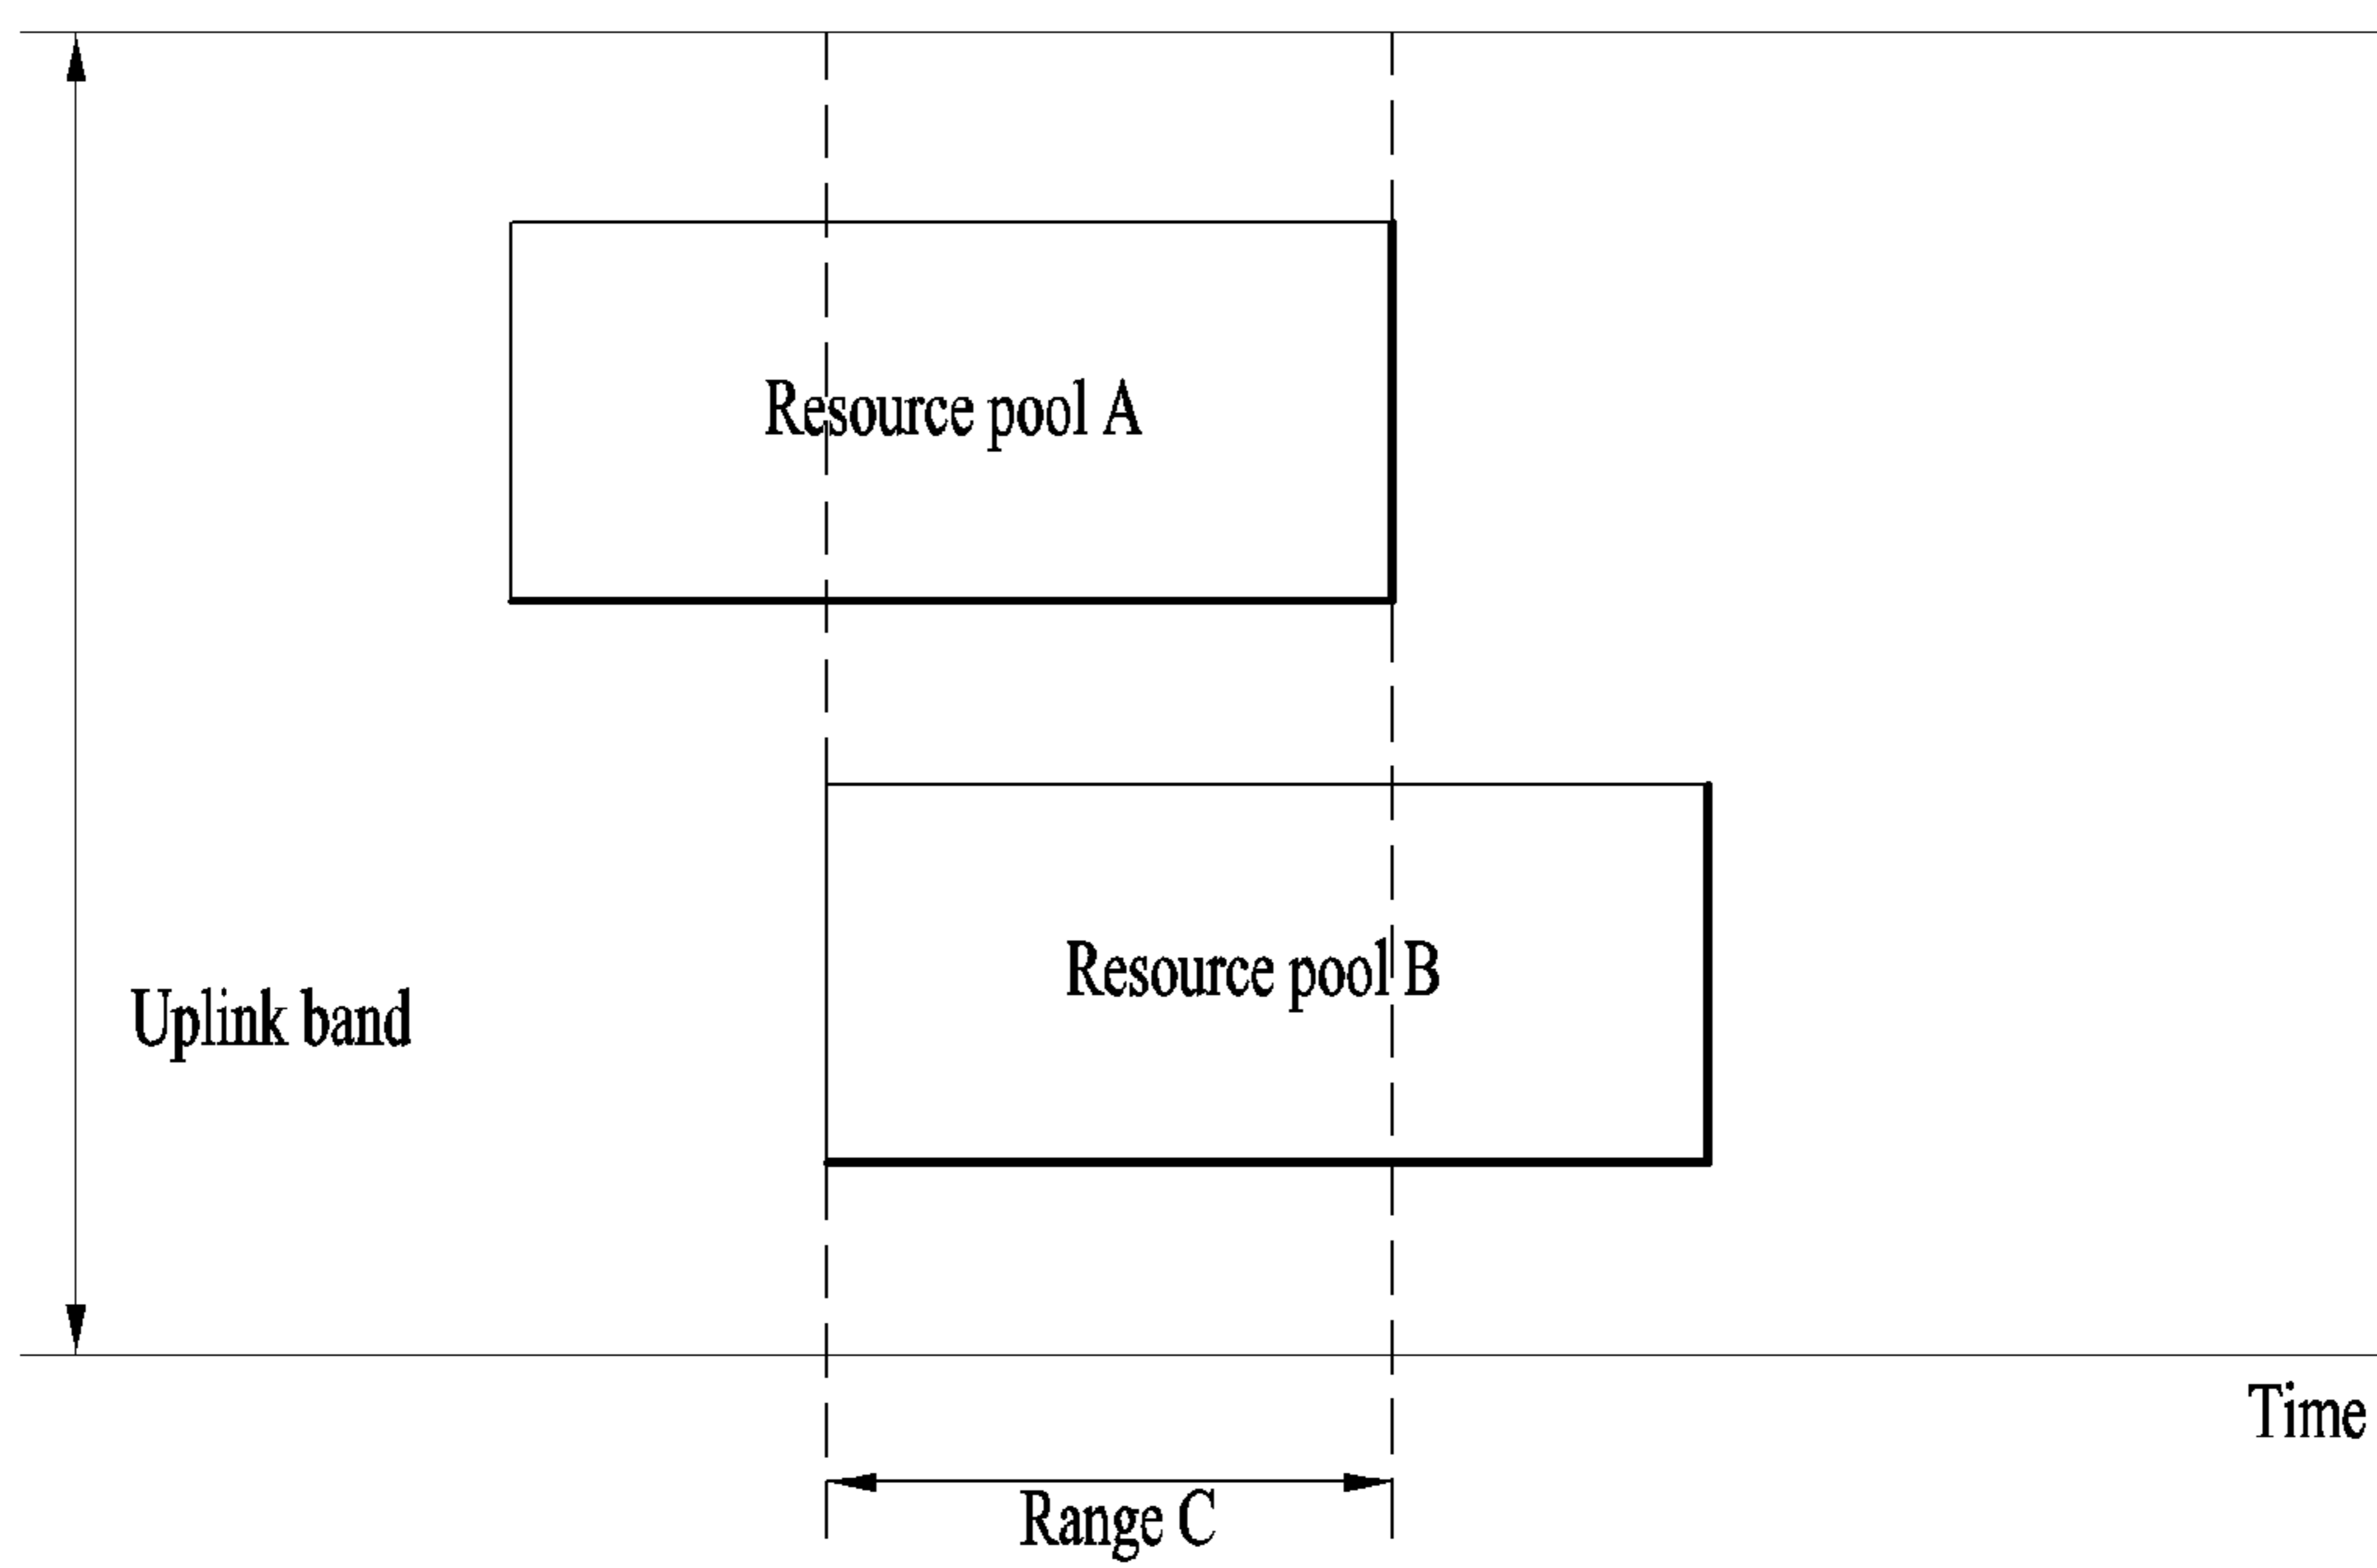 Resource pool A
Resource pool B
Uplink band
Time
Range C